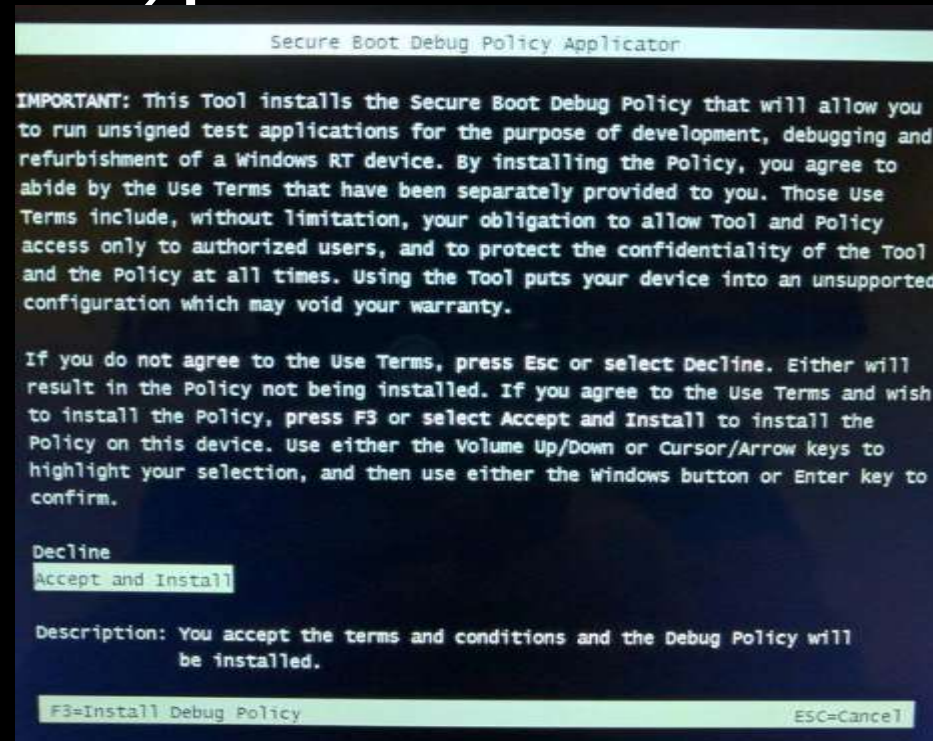 Secure Boot Debug Policy Applicator
IMPORTANT: This Tool installs the Secure Boot Debug Policy that will allow you
to run unsigned test applications for the purpose of development, debugging and
refurbishment of a Windows RT device. By installing the Policy, you agree to
abide by the Use Terms that have been separately provided to you. Those Use
Terms include, without limitation, your obligation to allow Tool and Policy
access only to authorized users, and to protect the confidentiality of the Tool
and the Policy at all times. Using the Tool puts your device into an unsupported
configuration which may void your warranty.
If you do not agree to the Use Terms, press Esc or select Decline. Either will
result in the Policy not being installed. If you agree to the Use Terms and wish
to install the Policy, press F3 or select Accept and Install to install the
Policy on this device. Use either the Volume Up/Down or Cursor/Arrow keys to
highlight your selection, and then use either the Windows button or Enter key to
confirm.
Decline
Accept and Install
Description: You accept the terms and conditions and the Debug Policy will
be installed.
F3=Install Debug Policy ESC=Cancel